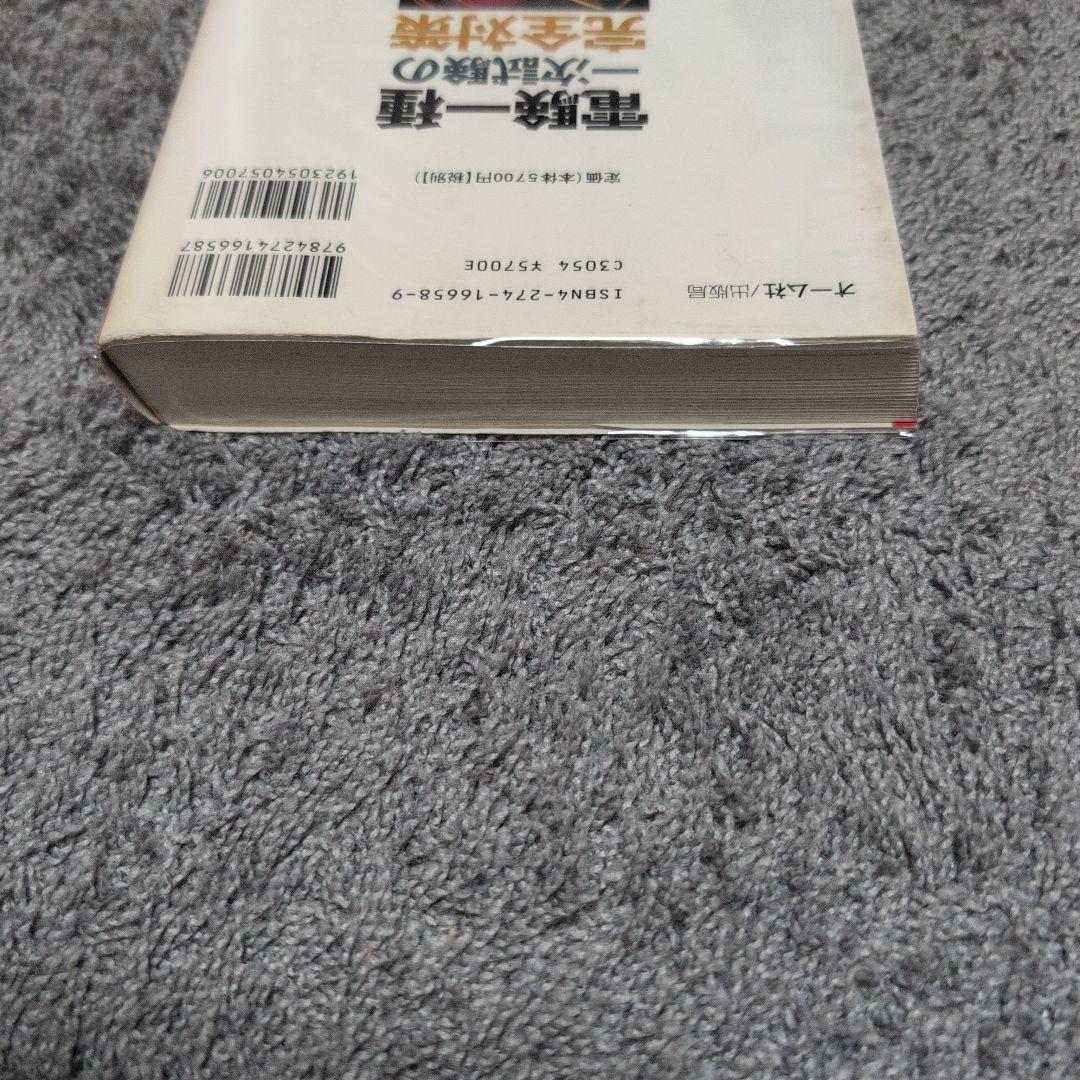 オーム社/出版局
ISBN4-274-16658-9
C3054 ¥5700E
9784274166587
定価(本体5700円【税別】)
1923054057006
電験一種
一次試験の
完全対策